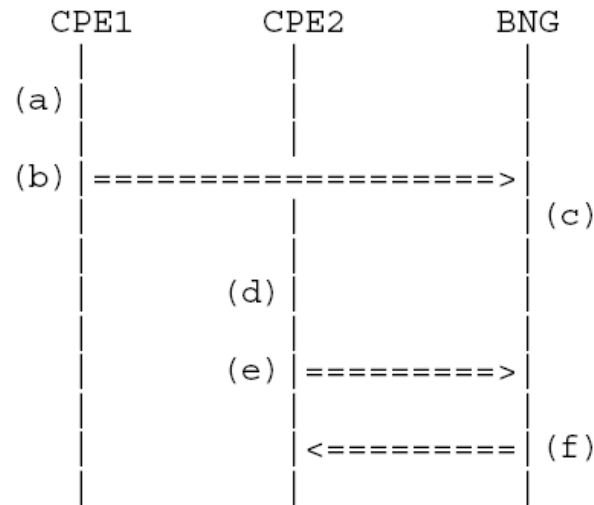 CPE1 CPE2 BNG
(a)
(b) ===================>
(c)
(d)
(e) =========>
<========= (f)